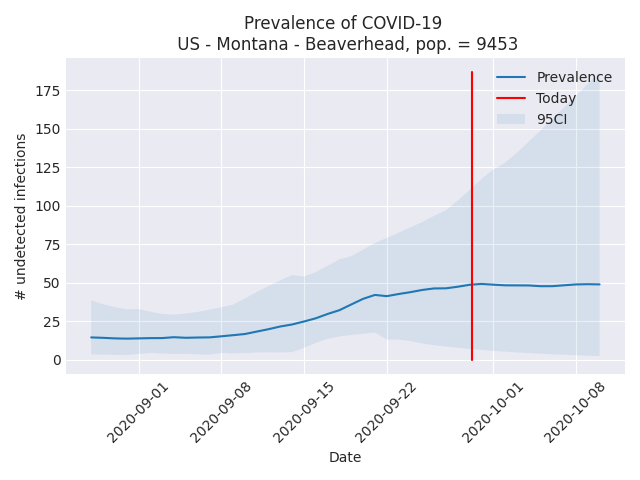 Prevalence of COVID-19
US - Montana - Beaverhead, pop. = 9453
Prevalence
Today
95CI
# undetected infections
175
150
125
100
75
50
25
0
2020-09-01
2020-09-08
2020-09-15
2020-09-22
2020-10-01
2020-10-08
Date